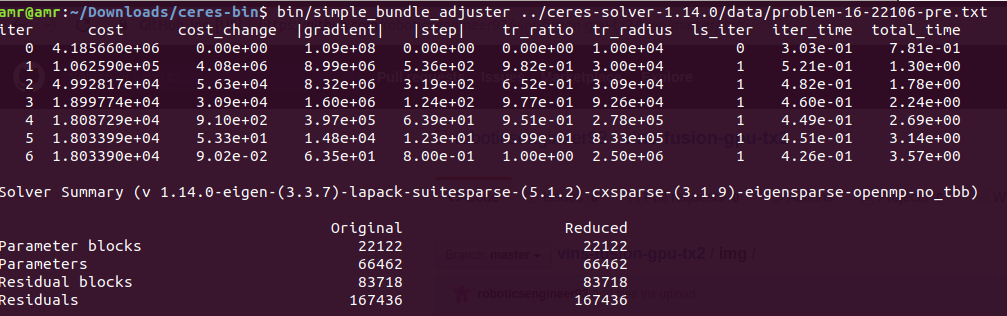 amr@amr:~/Downloads/ceres-bin$ bin/simple_bundle_adjuster ../ceres-solver-1.14.0/data/problem-16-22106-pre.txt
iter cost cost_change |gradient| |step| tr_ratio tr_radius ls_iter iter_time total_time
0 4.185660e+06 0.00e+00 1.09e+08 0.00e+00 0.00e+00 1.00e+04 0 3.03e-01 7.81e-01
1 1.062590e+05 4.08e+06 8.99e+06 5.36e+02 9.82e-01 3.00e+04 1 5.21e-01 1.30e+00
2 4.992817e+04 5.63e+04 8.32e+06 3.19e+02 6.52e-01 3.09e+04 1 4.82e-01 1.78e+00
3 1.899774e+04 3.09e+04 1.60e+06 1.24e+02 9.77e-01 9.26e+04 1 4.60e-01 2.24e+00
4 1.808729e+04 9.10e+02 3.97e+05 6.39e+01 9.51e-01 2.78e+05 1 4.49e-01 2.69e+00
5 1.803399e+04 5.33e+01 1.48e+04 1.23e+01 9.99e-01 8.33e+05 1 4.51e-01 3.14e+00
6 1.803390e+04 9.02e-02 6.35e+01 8.00e-01 1.00e+00 2.50e+06 1 4.26e-01 3.57e+00
Solver Summary (v 1.14.0-eigen-(3.3.7)-lapack-suitesparse-(5.1.2)-cxsparse-(3.1.9)-eigensparse-openmp-no_tbb)
Original Reduced
Parameter blocks 22122 22122
Parameters 66462 66462
Residual blocks 83718 83718
Residuals 167436 167436